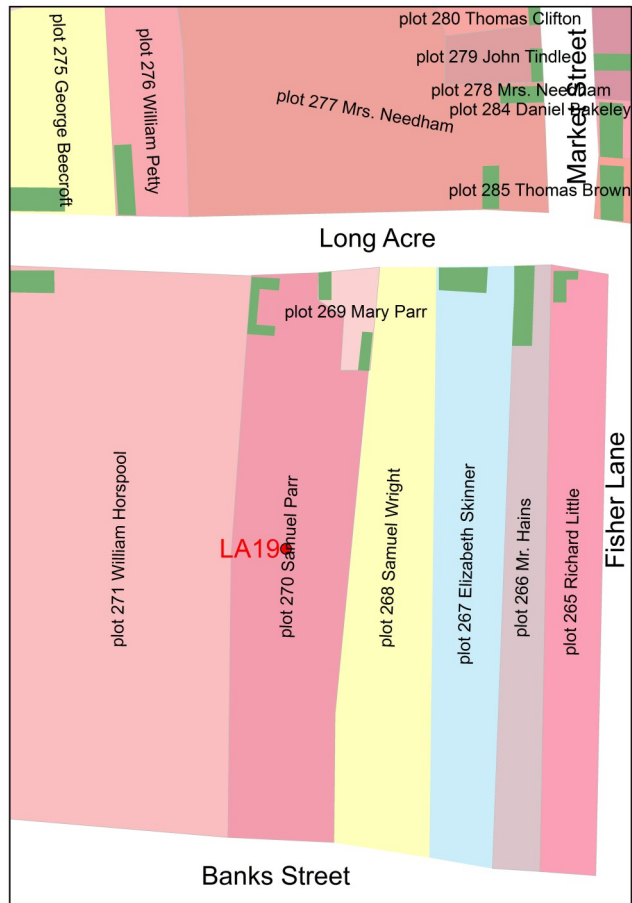 plot 280 Thomas Clifton
plot 279 John Tindle
plot 278 Mrs. Needham
plot 284 Daniel Bakeley
plot 275 George Beecroft
plot 276 William Petty
plot 277 Mrs. Needham
Market Street
plot 285 Thomas Brown
Long Acre
plot 269 Mary Parr
plot 271 William Horspool
LA19
plot 270 Samuel Parr
plot 268 Samuel Wright
plot 267 Elizabeth Skinner
plot 266 Mr. Hains
plot 265 Richard Little
Fisher Lane
Banks Street